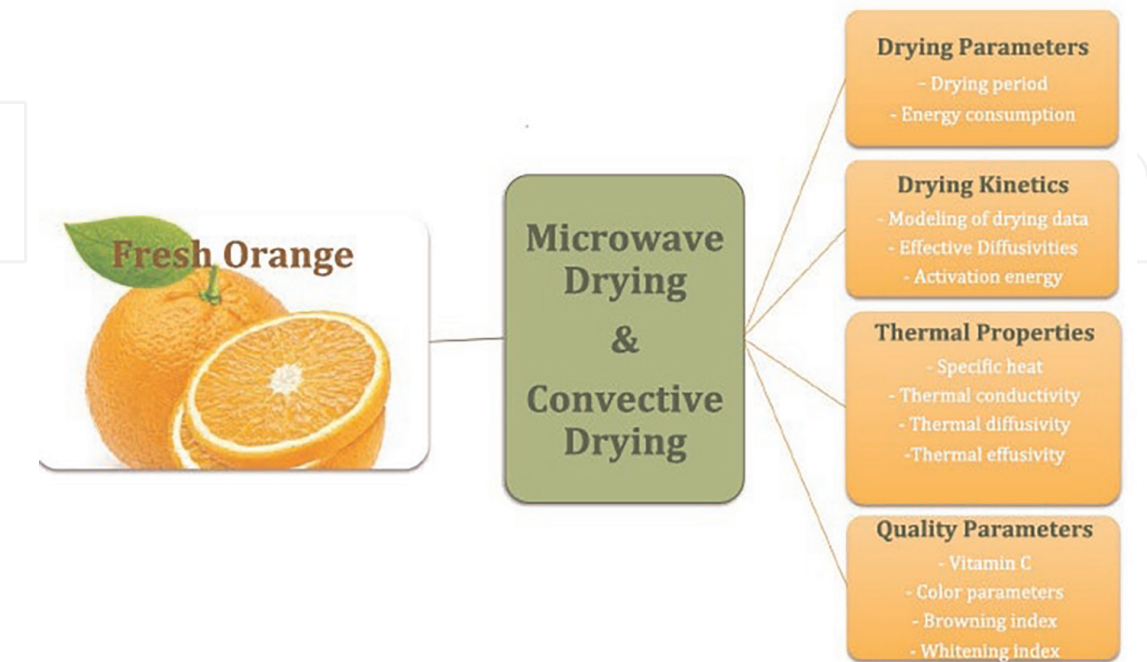 Fresh Orange
Microwave
Drying
&
Convective
Drying
Drying Parameters
- Drying period
- Energy consumption
Drying Kinetics
- Modeling of drying data
- Effective Diffusivities
- Activation energy
Thermal Properties
- Specific heat
- Thermal conductivity
- Thermal diffusivity
-Thermal effusivity
Quality Parameters
- Vitamin C
- Color parameters
- Browning index
- Whitening index